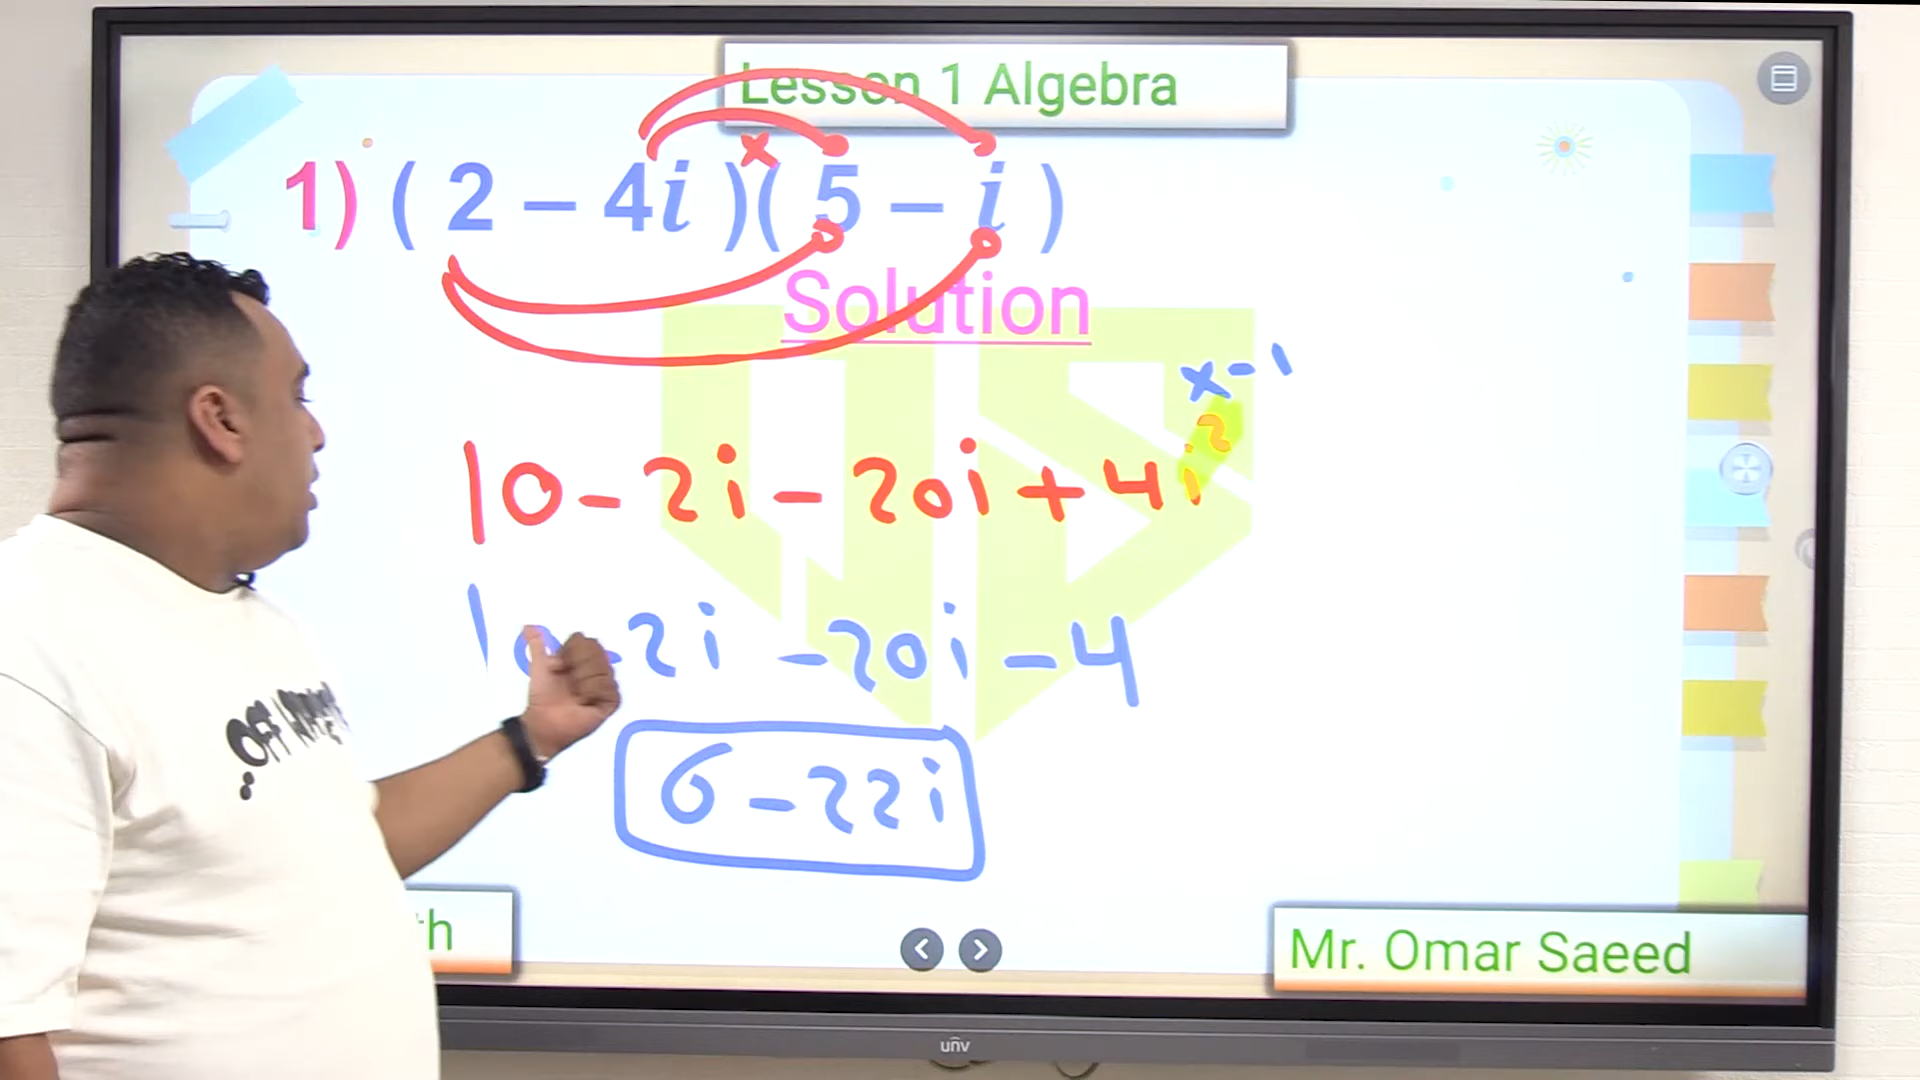 Lesson 1 Algebra
1) ( 2 – 4i )( 5 – i )
x
Solution
x-1
10 - 2i - 20i + 4i²
10 - 2i - 20i - 4
6 - 22i
Mr. Omar Saeed
unv